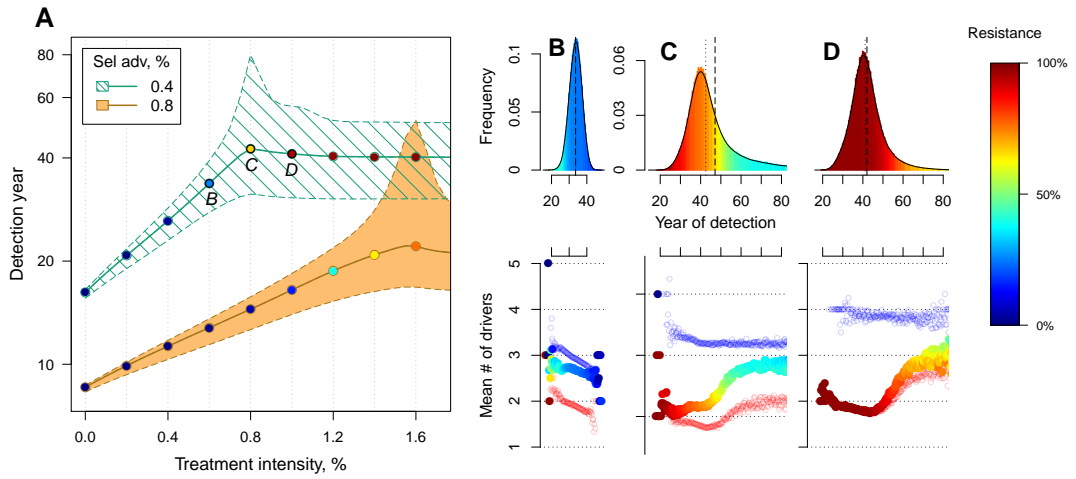 A
Sel adv, %
0.4
0.8
Detection year
80
60
40
20
10
B
C
D
0.0 0.4 0.8 1.2 1.6
Treatment intensity, %
B
C
D
Frequency
0.1
0.05
0
0.06
0.03
0
20 40
20 40 60 80
20 40 60 80
Year of detection
Mean # of drivers
5
4
3
2
1
Resistance
100%
50%
0%